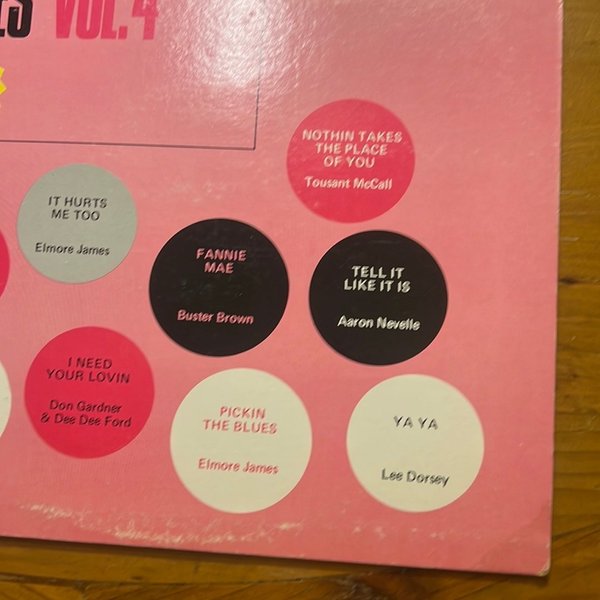 VOL. 4
NOTHIN TAKES
THE PLACE
OF YOU
Tousant McCall
IT HURTS
ME TOO
Elmore James
FANNIE
MAE
Buster Brown
TELL IT
LIKE IT IS
Aaron Nevelle
I NEED
YOUR LOVIN
Don Gardner
& Dee Dee Ford
PICKIN
THE BLUES
Elmore James
YA YA
Lee Dorsey